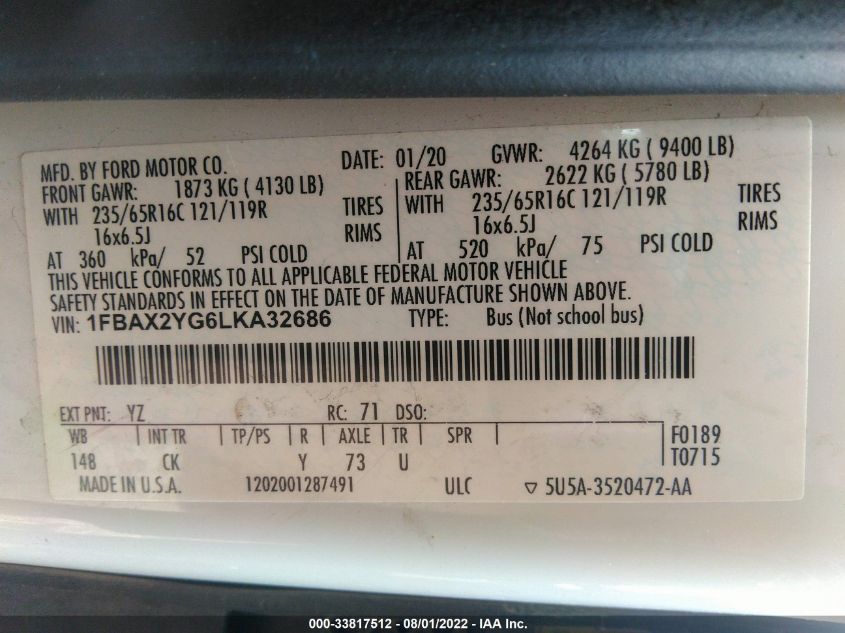 MFD. BY FORD MOTOR CO. DATE: 01/20 GVWR: 4264 KG ( 9400 LB)
FRONT GAWR: 1873 KG ( 4130 LB) REAR GAWR: 2622 KG ( 5780 LB)
WITH 235/65R16C 121/119R TIRES WITH 235/65R16C 121/119R TIRES
16x6.5J RIMS 16x6.5J RIMS
AT 360 kPa/ 52 PSI COLD AT 520 kPa/ 75 PSI COLD
THIS VEHICLE CONFORMS TO ALL APPLICABLE FEDERAL MOTOR VEHICLE
SAFETY STANDARDS IN EFFECT ON THE DATE OF MANUFACTURE SHOWN ABOVE.
VIN: 1FBAX2YG6LKA32686 TYPE: Bus (Not school bus)
EXT PNT: YZ RC: 71 DSO:
WB INT TR TP/PS R AXLE TR SPR F0189
148 CK Y 73 U T0715
MADE IN U.S.A. 1202001287491 ULC ▽ 5U5A-3520472-AA
000-33817512 - 08/01/2022 - IAA Inc.